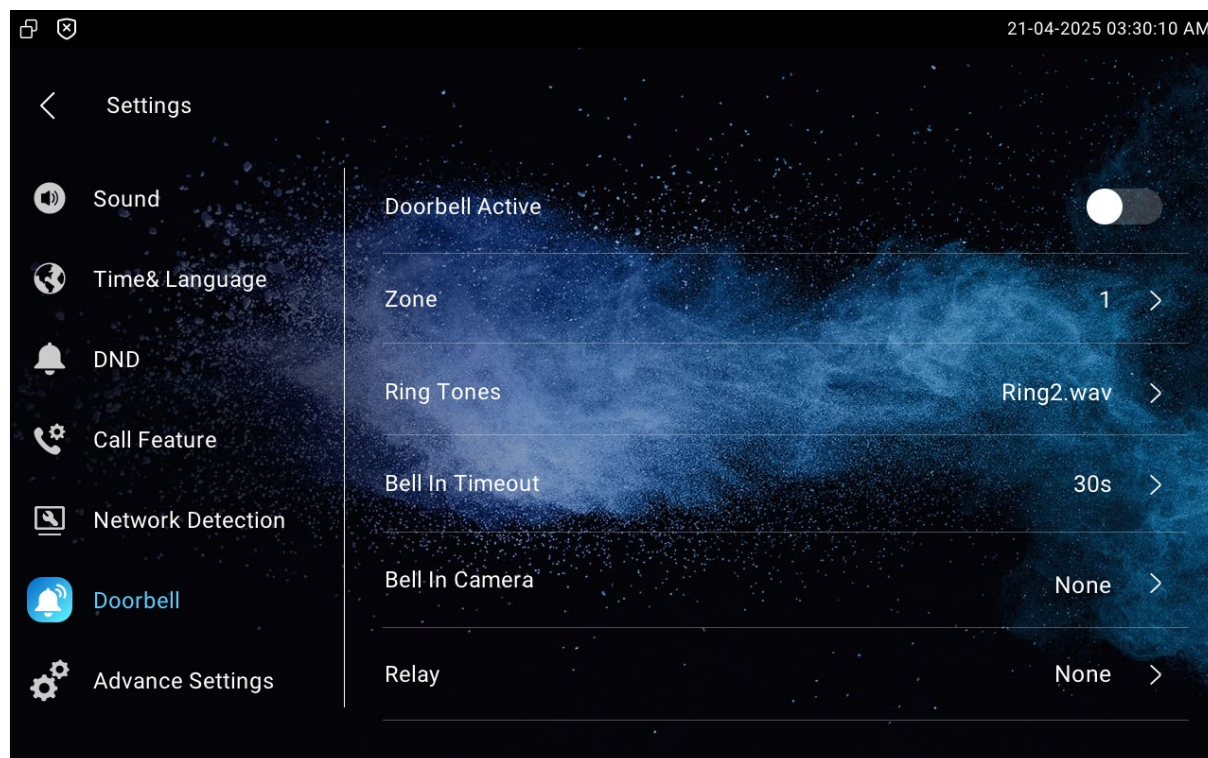 21-04-2025 03:30:10 AM
Settings
Sound
Time& Language
DND
Call Feature
Network Detection
Doorbell
Advance Settings
Doorbell Active
Zone 1
Ring Tones Ring2.wav
Bell In Timeout 30s
Bell In Camera None
Relay None